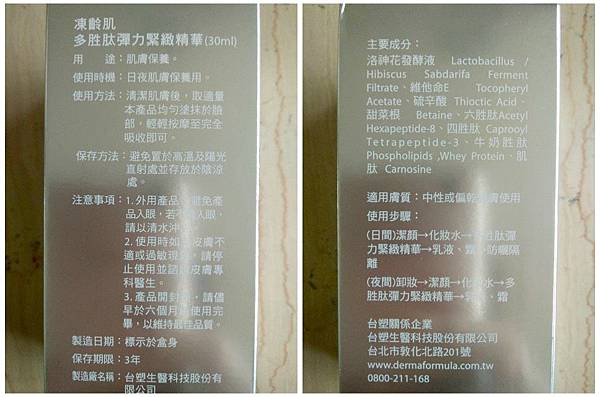 凍齡肌
多胜肽彈力緊緻精華(30ml)
用 途：肌膚保養。
使用時機：日夜肌膚保養用。
使用方法：清潔肌膚後，取適量
本產品均勻塗抹於臉
部，輕輕按摩至完全
吸收即可。
保存方法：避免置於高溫及陽光
直射處並存放於陰涼
處。
注意事項：1. 外用產品，避免產
品入眼，若不慎入眼，
請以清水沖
2. 使用時如 皮膚不
適或過敏現象，請停
止使用並諮詢皮膚專
科醫生。
3. 產品開封 ，請儘
早於六個月 使用完
畢，以維持最佳品質。
製造日期：標示於盒身
保存期限：3年
製造廠名稱：台塑生醫科技股份有
主要成分：
洛神花發酵液 Lactobacillus /
Hibiscus Sabdarifa Ferment
Filtrate、維他命E Tocopheryl
Acetate、硫辛酸 Thioctic Acid、
甜菜根 Betaine、六胜肽Acetyl
Hexapeptide-8、四胜肽 Caprooyl
Tetrapeptide-3、牛奶胜肽
Phospholipids ,Whey Protein、肌
肽 Carnosine
適用膚質：中性或偏乾 膚使用
使用步驟：
(日間)潔顏→化妝水→ 胜肽彈
力緊緻精華→乳液、霜→防曬隔
離
(夜間)卸妝→潔顏→化 水→多
胜肽彈力緊緻精華→ 、霜
台塑關係企業
台塑生醫科技股份有限公司
台北市敦化北路201號
www.dermaformula.com.tw
0800-211-168